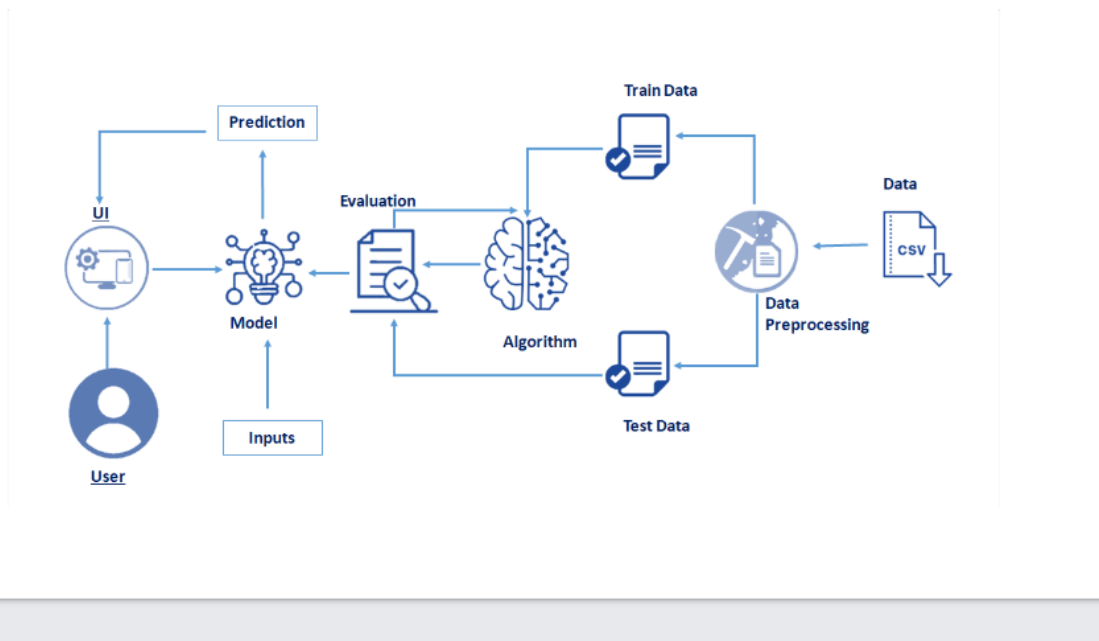 Train Data
Prediction
Data
Evaluation
UI
CSV
Data
Preprocessing
Model
Algorithm
Test Data
Inputs
User